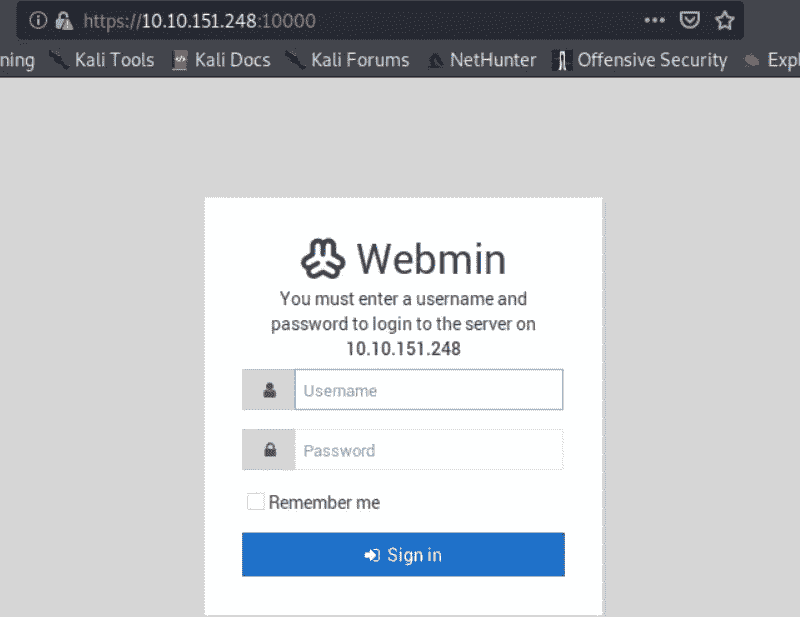 https://10.10.151.248:10000
ning Kali Tools Kali Docs Kali Forums NetHunter Offensive Security Expl
Webmin
You must enter a username and
password to login to the server on
10.10.151.248
Username
Password
Remember me
Sign in